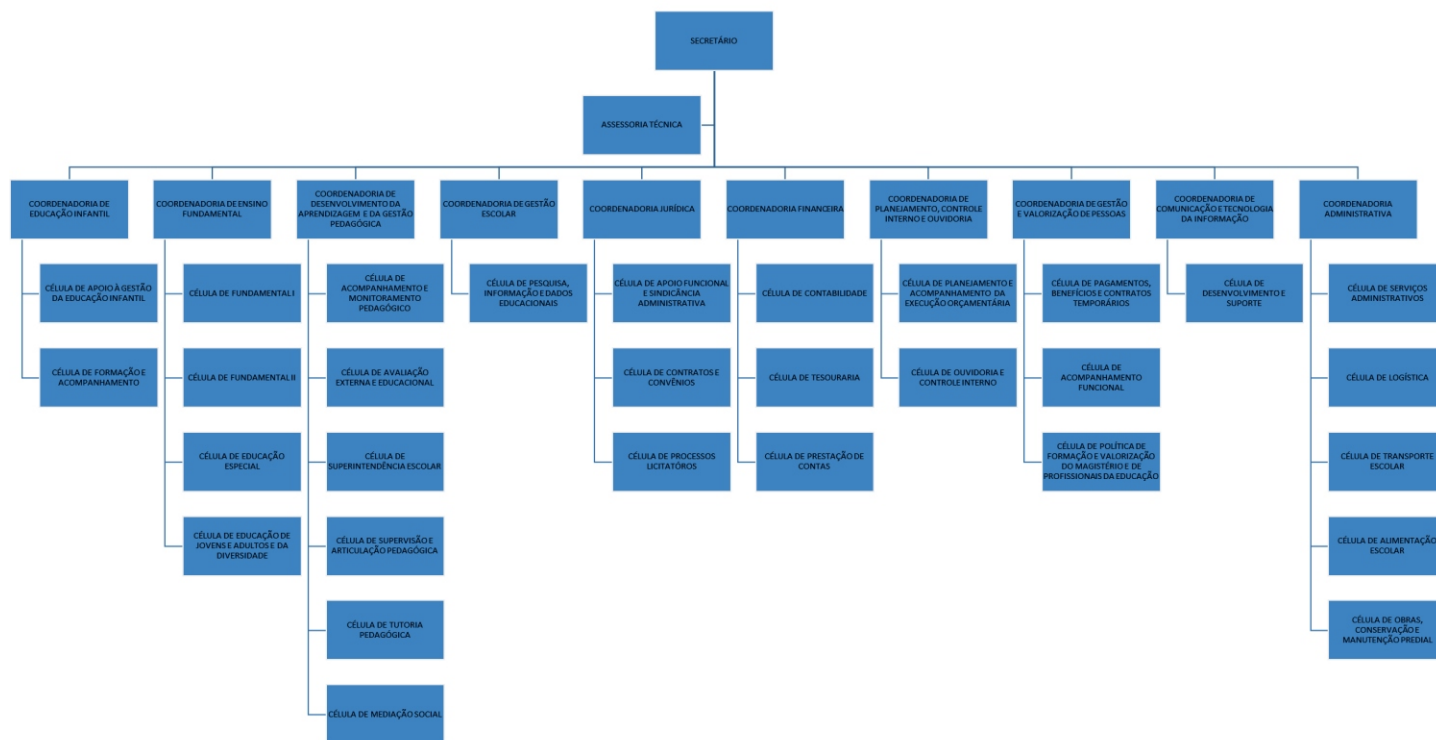 SECRETÁRIO
ASSESSORIA TÉCNICA
COORDENADORIA DE
EDUCAÇÃO INFANTIL
CÉLULA DE APOIO À GESTÃO
DA EDUCAÇÃO INFANTIL
CÉLULA DE FORMAÇÃO E
ACOMPANHAMENTO
COORDENADORIA DE ENSINO
FUNDAMENTAL
CÉLULA DE FUNDAMENTAL I
CÉLULA DE FUNDAMENTAL II
CÉLULA DE EDUCAÇÃO
ESPECIAL
CÉLULA DE EDUCAÇÃO DE
JOVENS E ADULTOS E DA
DIVERSIDADE
COORDENADORIA DE
DESENVOLVIMENTO DA
APRENDIZAGEM E DA GESTÃO
PEDAGÓGICA
CÉLULA DE
ACOMPANHAMENTO E
MONITORAMENTO
PEDAGÓGICO
CÉLULA DE AVALIAÇÃO
EXTERNA E EDUCACIONAL
CÉLULA DE
SUPERINTENDÊNCIA ESCOLAR
CÉLULA DE SUPERVISÃO E
ARTICULAÇÃO PEDAGÓGICA
CÉLULA DE TUTORIA
PEDAGÓGICA
CÉLULA DE MEDIAÇÃO SOCIAL
COORDENADORIA DE GESTÃO
ESCOLAR
CÉLULA DE PESQUISA,
INFORMAÇÃO E DADOS
EDUCACIONAIS
COORDENADORIA JURÍDICA
CÉLULA DE APOIO FUNCIONAL
E SINDICÂNCIA
ADMINISTRATIVA
CÉLULA DE CONTRATOS E
CONVÊNIOS
CÉLULA DE PROCESSOS
LICITATÓRIOS
COORDENADORIA FINANCEIRA
CÉLULA DE CONTABILIDADE
CÉLULA DE TESOURARIA
CÉLULA DE PRESTAÇÃO DE
CONTAS
COORDENADORIA DE
PLANEJAMENTO, CONTROLE
INTERNO E OUVIDORIA
CÉLULA DE PLANEJAMENTO E
ACOMPANHAMENTO DA
EXECUÇÃO ORÇAMENTÁRIA
CÉLULA DE OUVIDORIA E
CONTROLE INTERNO
COORDENADORIA DE GESTÃO
E VALORIZAÇÃO DE PESSOAS
CÉLULA DE PAGAMENTOS,
BENEFÍCIOS E CONTRATOS
TEMPORÁRIOS
CÉLULA DE
ACOMPANHAMENTO
FUNCIONAL
CÉLULA DE POLÍTICA DE
FORMAÇÃO E VALORIZAÇÃO
DO MAGISTÉRIO E DE
PROFISSIONAIS DA EDUCAÇÃO
COORDENADORIA DE
COMUNICAÇÃO E TECNOLOGIA
DA INFORMAÇÃO
CÉLULA DE
DESENVOLVIMENTO E
SUPORTE
COORDENADORIA
ADMINISTRATIVA
CÉLULA DE SERVIÇOS
ADMINISTRATIVOS
CÉLULA DE LOGÍSTICA
CÉLULA DE TRANSPORTE
ESCOLAR
CÉLULA DE ALIMENTAÇÃO
ESCOLAR
CÉLULA DE OBRAS,
CONSERVAÇÃO E
MANUTENÇÃO PREDIAL